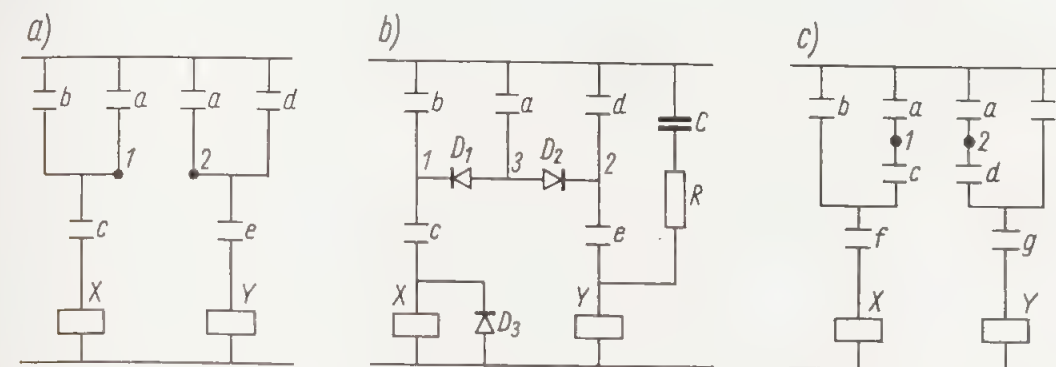 a)
b a a d
1 2
c e
X Y
b)
b a d C
1 D1 3 D2 2
R
c e
X D3 Y
c)
b a a
1 2
c d
f g
X Y